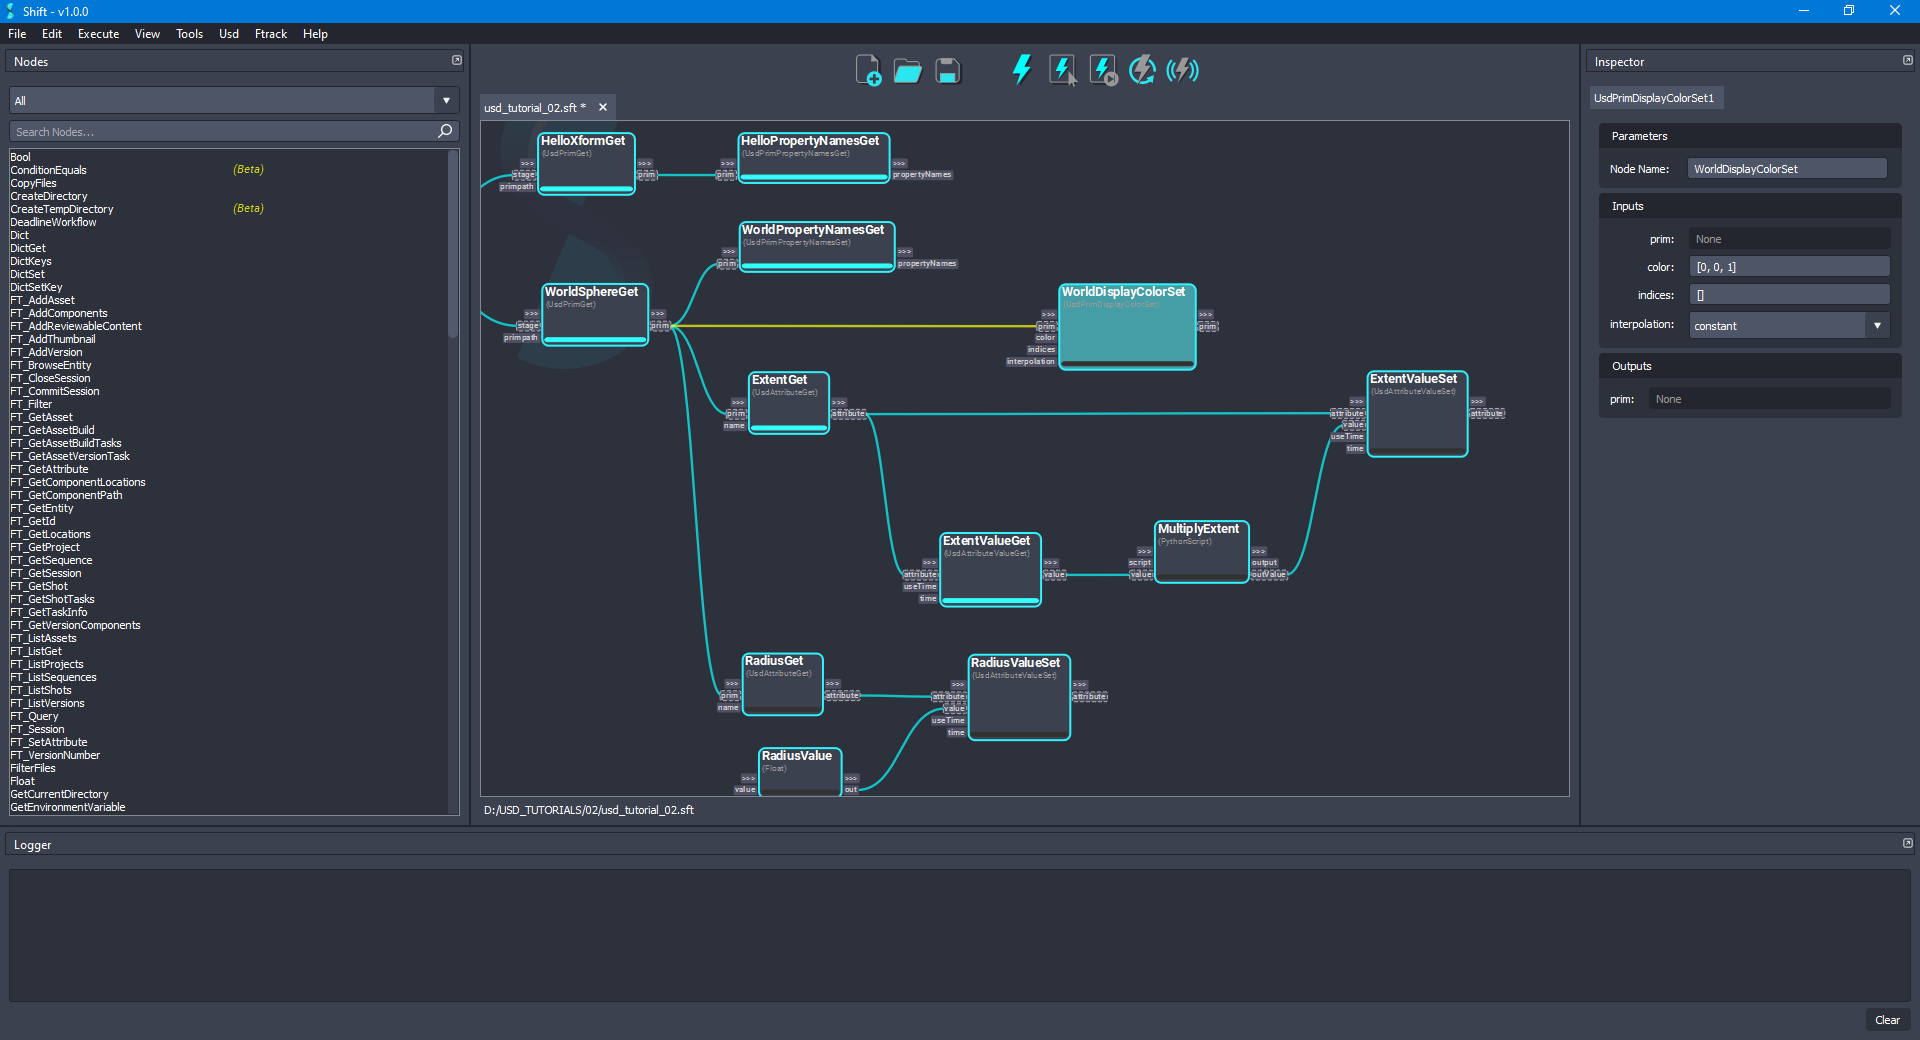 Shift - v1.0.0
File Edit Execute View Tools Usd Ftrack Help
Nodes
All
Search Nodes...
Bool
ConditionEquals (Beta)
CopyFiles
CreateDirectory
CreateTempDirectory (Beta)
DeadlineWorkflow
Dict
DictGet
DictKeys
DictSet
DictSetKey
FT_AddAsset
FT_AddComponents
FT_AddReviewableContent
FT_AddThumbnail
FT_AddVersion
FT_BrowseEntity
FT_CloseSession
FT_CommitSession
FT_Filter
FT_GetAsset
FT_GetAssetBuild
FT_GetAssetBuildTasks
FT_GetAssetVersionTask
FT_GetAttribute
FT_GetComponentLocations
FT_GetComponentPath
FT_GetEntity
FT_GetId
FT_GetLocations
FT_GetProject
FT_GetSequence
FT_GetSession
FT_GetShot
FT_GetShotTasks
FT_GetTaskInfo
FT_GetVersionComponents
FT_ListAssets
FT_ListGet
FT_ListProjects
FT_ListSequences
FT_ListShots
FT_ListVersions
FT_Query
FT_Session
FT_SetAttribute
FT_VersionNumber
FilterFiles
Float
GetCurrentDirectory
GetEnvironmentVariable
usd_tutorial_02.sft *
HelloXformGet
(UsdPrimGet)
>>> >>>
stage prim
primpath
HelloPropertyNamesGet
(UsdPrimPropertyNamesGet)
>>> >>>
prim propertyNames
WorldPropertyNamesGet
(UsdPrimPropertyNamesGet)
>>> >>>
prim propertyNames
WorldSphereGet
(UsdPrimGet)
>>> >>>
stage prim
primpath
WorldDisplayColorSet
(UsdPrimDisplayColorSet)
>>> >>>
prim prim
color
indices
interpolation
ExtentGet
(UsdAttributeGet)
>>> >>>
prim attribute
name
ExtentValueSet
(UsdAttributeValueSet)
>>> >>>
attribute attribute
value
useTime
time
ExtentValueGet
(UsdAttributeValueGet)
>>> >>>
attribute value
useTime
time
MultiplyExtent
(PythonScript)
>>> >>>
script output
value outValue
RadiusGet
(UsdAttributeGet)
>>> >>>
prim attribute
name
RadiusValueSet
(UsdAttributeValueSet)
>>> >>>
attribute attribute
value
useTime
time
RadiusValue
(Float)
>>> >>>
value out
D:/USD_TUTORIALS/02/usd_tutorial_02.sft
Inspector
UsdPrimDisplayColorSet1
Parameters
Node Name: WorldDisplayColorSet
Inputs
prim: None
color: [0, 0, 1]
indices: []
interpolation: constant
Outputs
prim: None
Logger
Clear